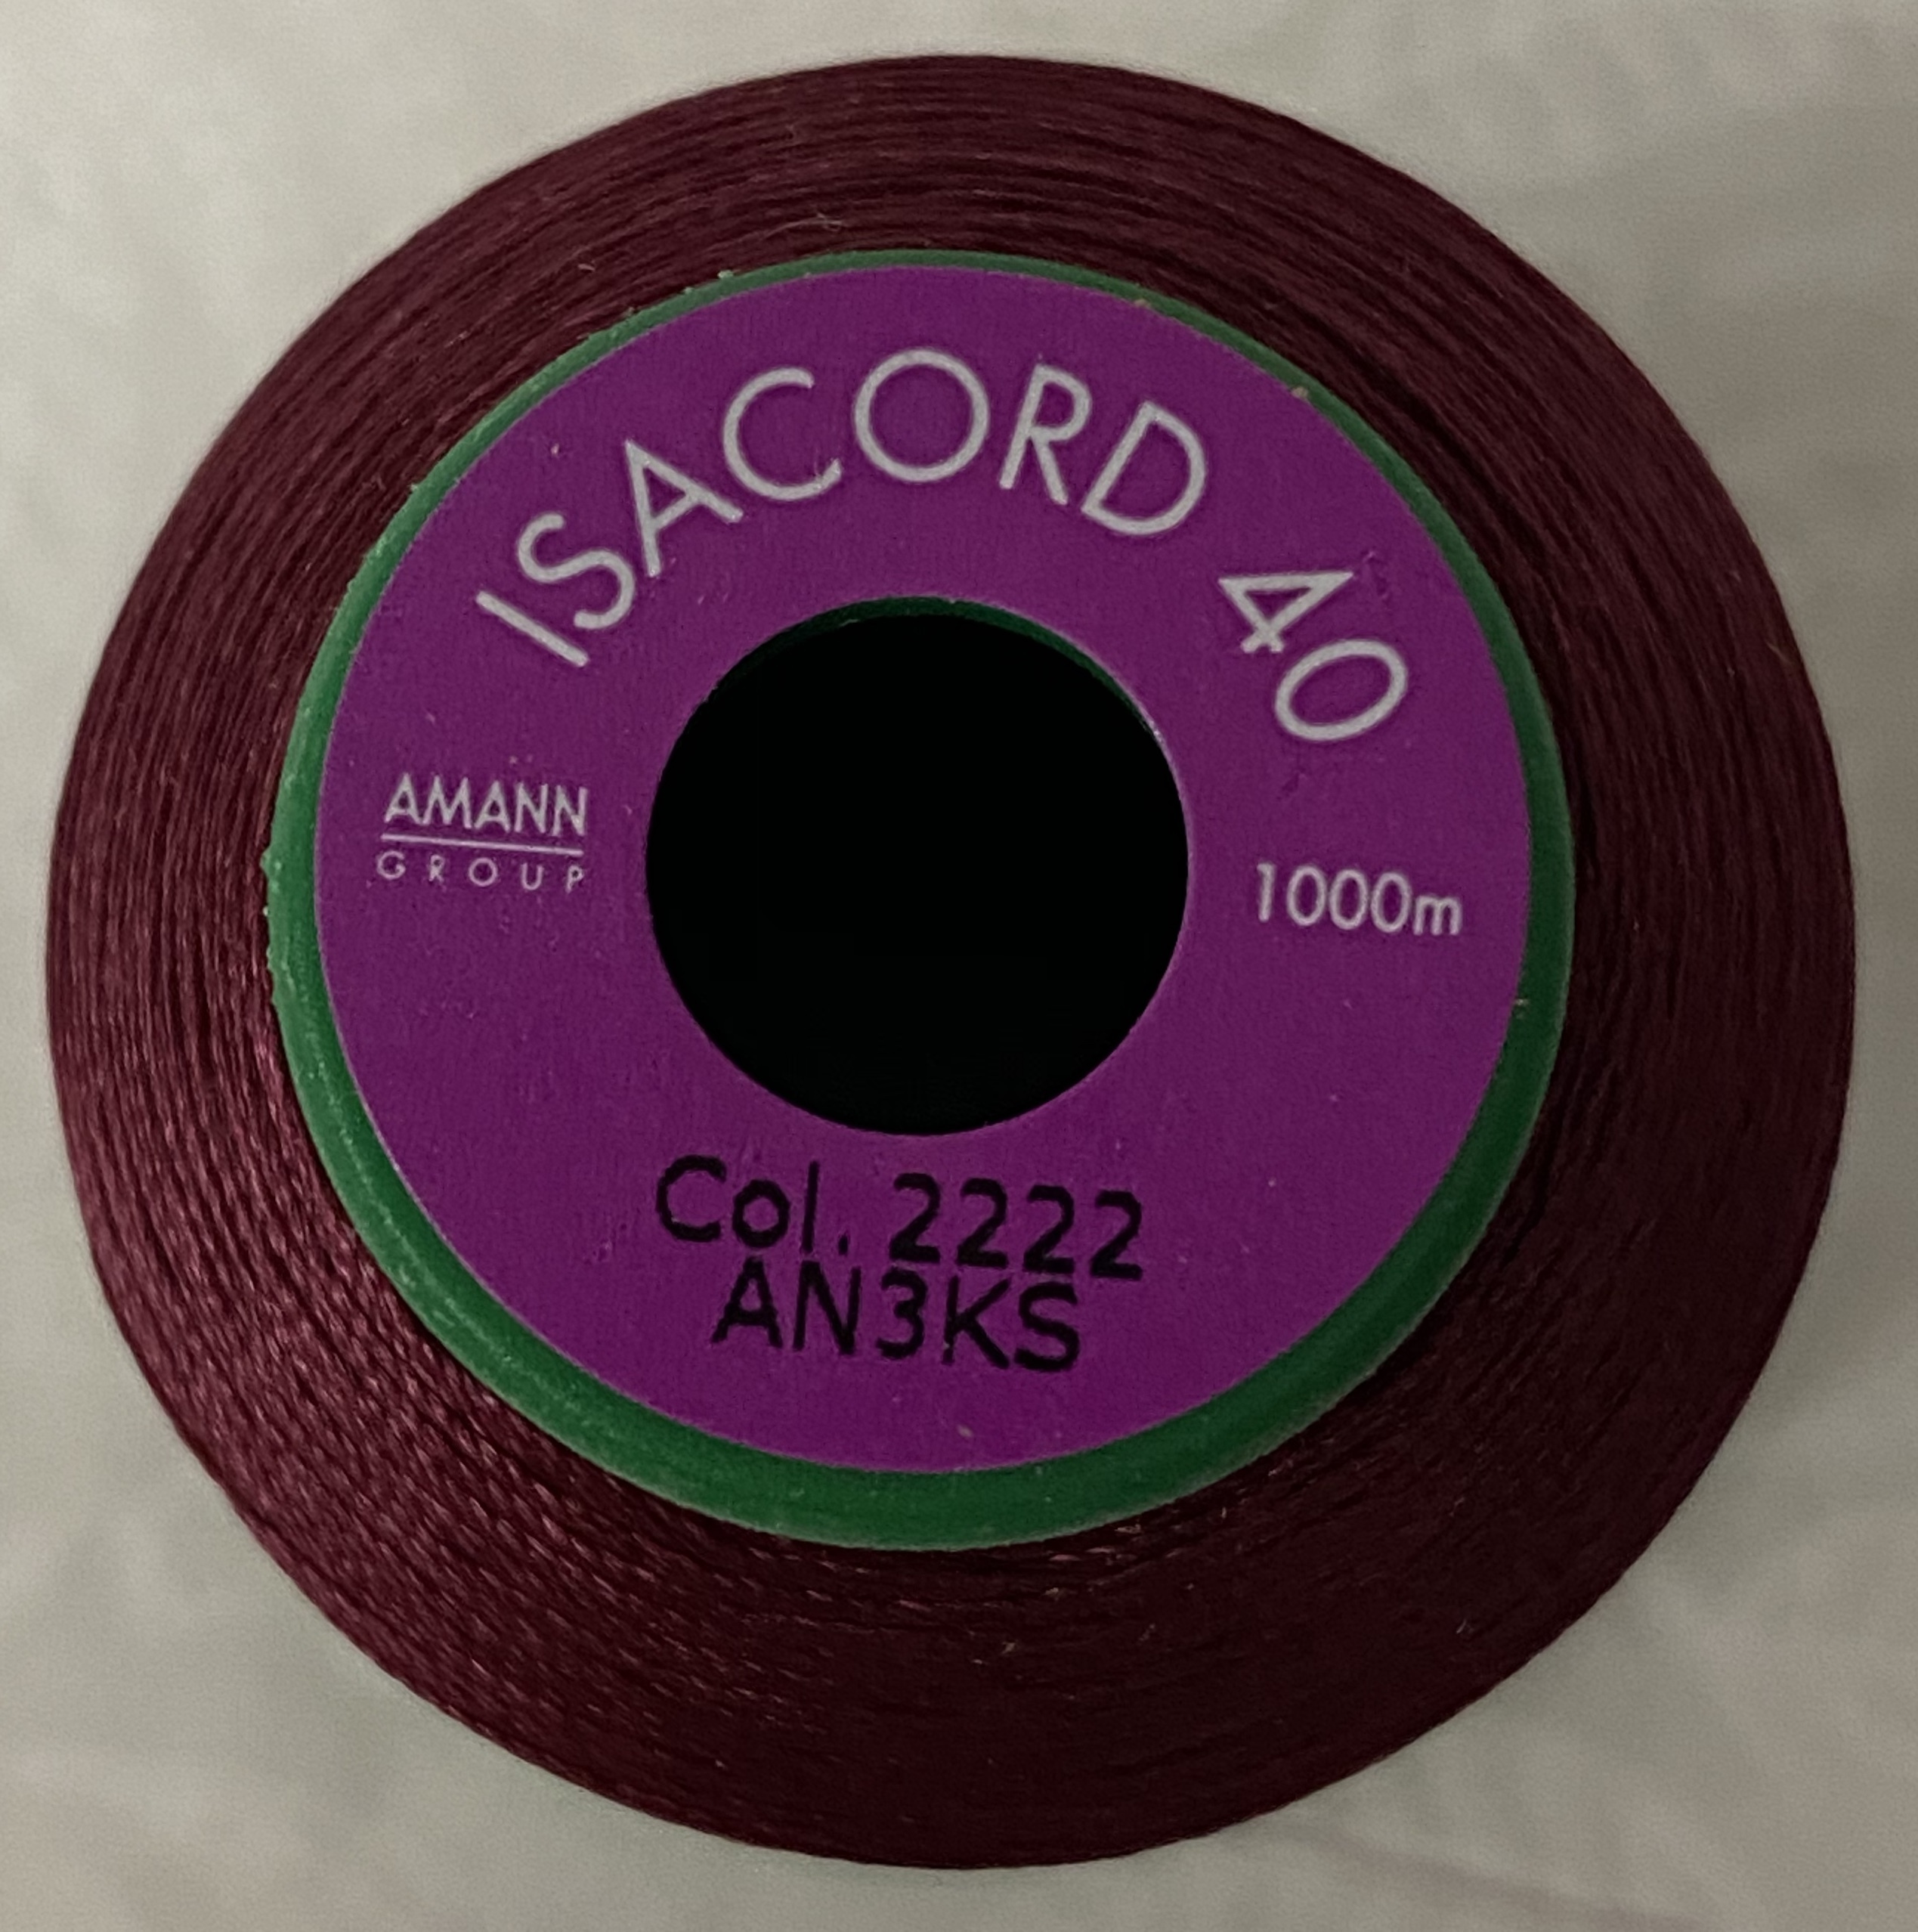 ISACORD 40
AMANN
GROUP
1000m
Col. 2222
AN3KS